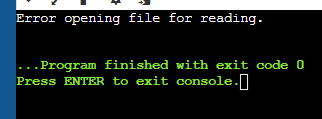 Error opening file for reading.
...Program finished with exit code 0
Press ENTER to exit console.